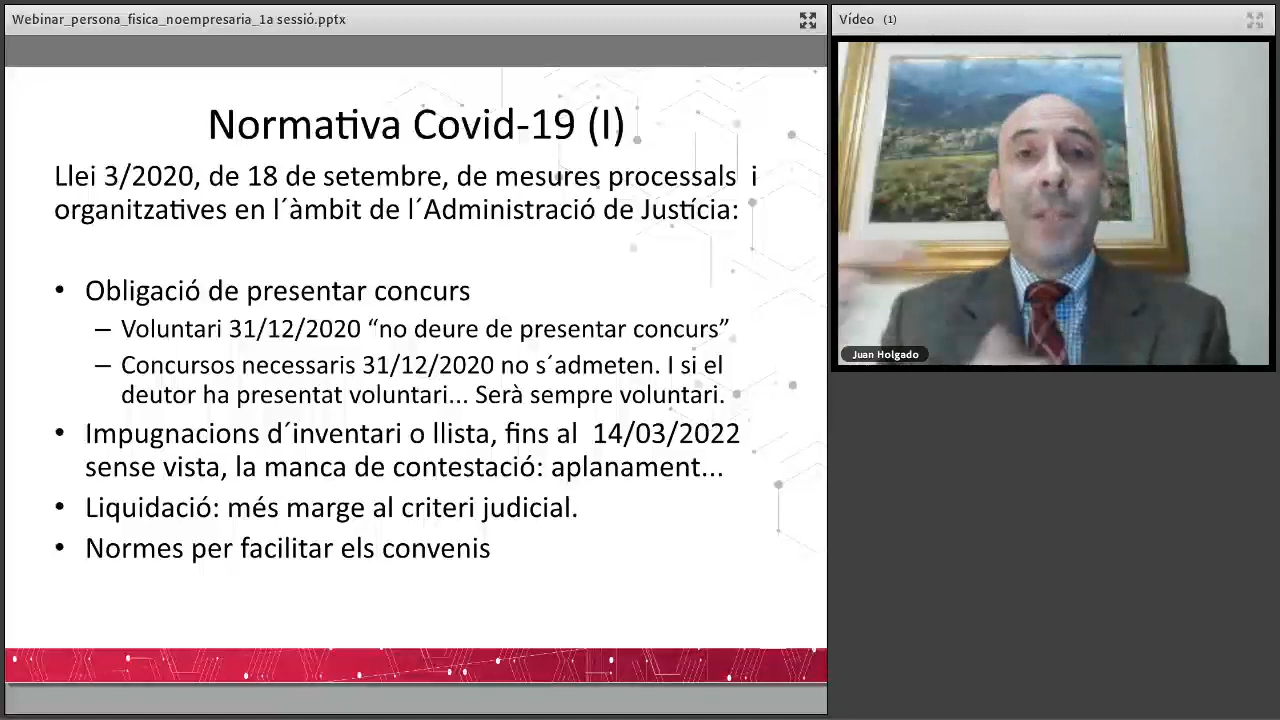 Webinar_persona_fisica_noempresaria_1a sessió.pptx
Vídeo (1)
Normativa Covid-19 (I)
Llei 3/2020, de 18 de setembre, de mesures processals i
organitzatives en l´àmbit de l´Administració de Justícia:
• Obligació de presentar concurs
– Voluntari 31/12/2020 “no deure de presentar concurs”
– Concursos necessaris 31/12/2020 no s´admeten. I si el
deutor ha presentat voluntari... Serà sempre voluntari.
• Impugnacions d´inventari o llista, fins al 14/03/2022
sense vista, la manca de contestació: aplanament...
• Liquidació: més marge al criteri judicial.
• Normes per facilitar els convenis
Juan Holgado